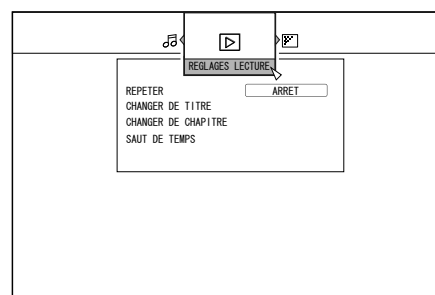 REGLAGES LECTURE
REPETER ARRET
CHANGER DE TITRE
CHANGER DE CHAPITRE
SAUT DE TEMPS